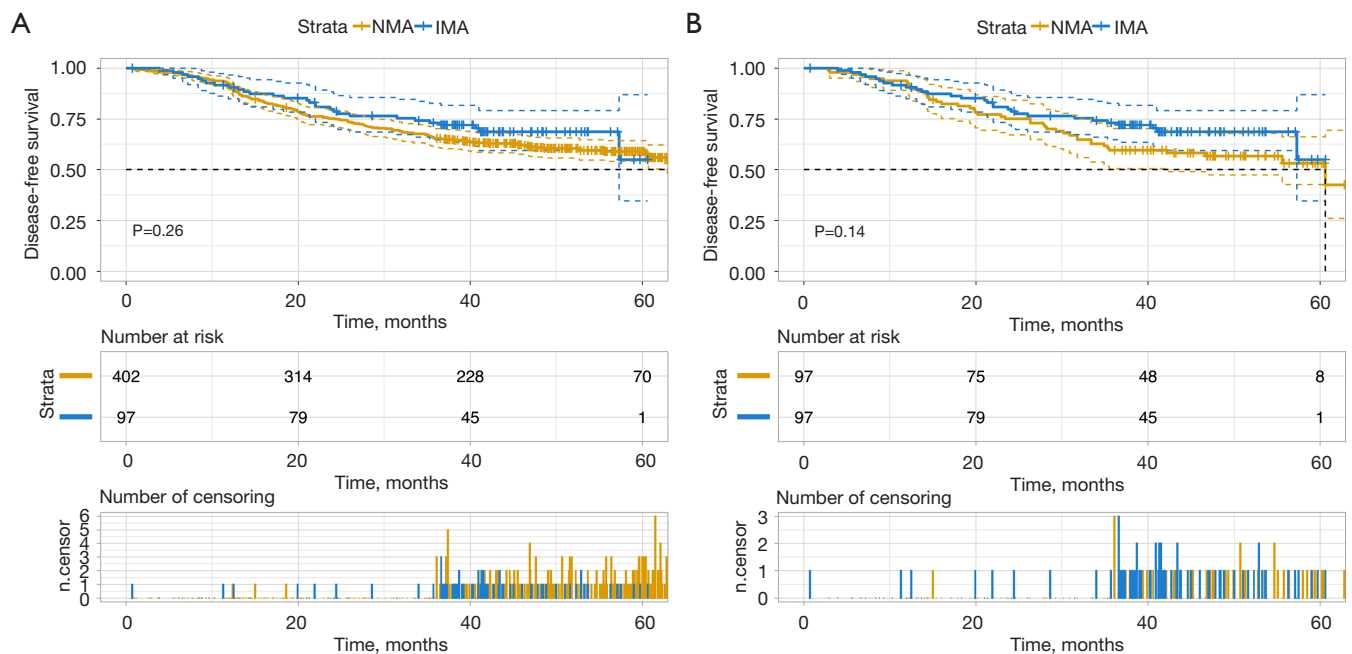 A
Strata NMA IMA
1.00
0.75
0.50
0.25
0.00
Disease-free survival
P=0.26
0 20 40 60
Time, months
Number at risk
Strata
402 314 228 70
97 79 45 1
0 20 40 60
Time, months
Number of censoring
n.censor
6
5
4
3
2
1
0
0 20 40 60
Time, months
B
Strata NMA IMA
1.00
0.75
0.50
0.25
0.00
Disease-free survival
P=0.14
0 20 40 60
Time, months
Number at risk
Strata
97 75 48 8
97 79 45 1
0 20 40 60
Time, months
Number of censoring
n.censor
3
2
1
0
0 20 40 60
Time, months